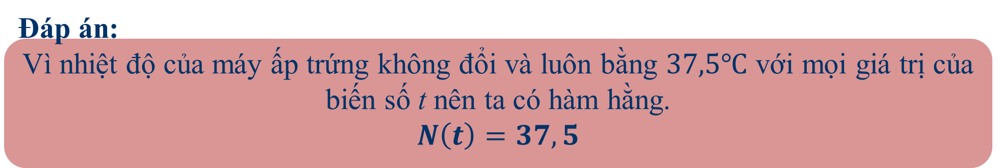 Đáp án:
Vì nhiệt độ của máy ấp trứng không đổi và luôn bằng 37,5°C với mọi giá trị của
biến số t nên ta có hàm hằng.
N(t) = 37,5